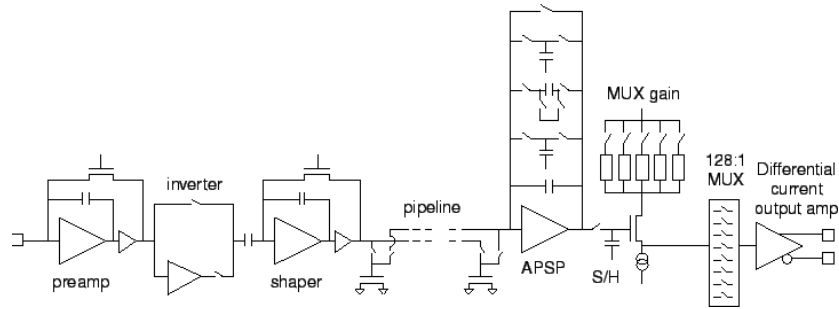 MUX gain
128:1
MUX
Differential
current
output amp
inverter
pipeline
preamp
shaper
APSP
S/H